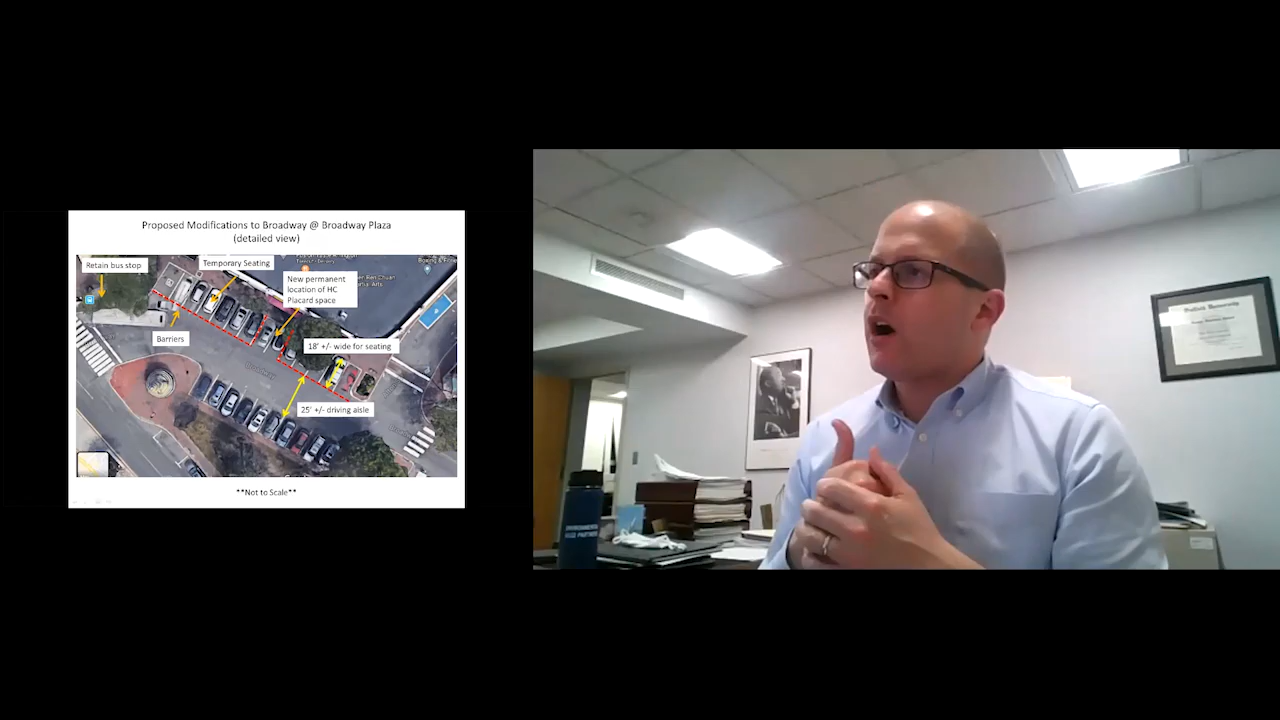 Proposed Modifications to Broadway @ Broadway Plaza
(detailed view)
Retain bus stop
Temporary Seating
New permanent
location of HC
Placard space
Barriers
18' +/- wide for seating
Broadway
25' +/- driving aisle
**Not to Scale**